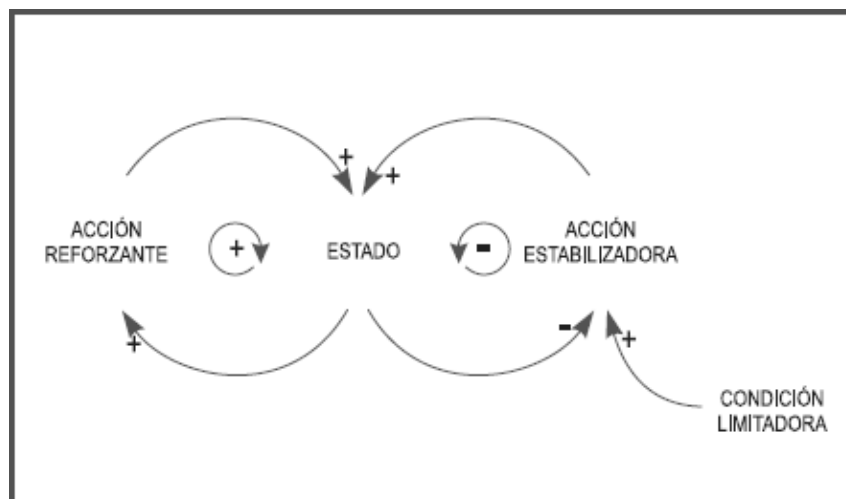 +
+
ACCIÓN
REFORZANTE
+
ESTADO
-
ACCIÓN
ESTABILIZADORA
+
-
+
CONDICIÓN
LIMITADORA